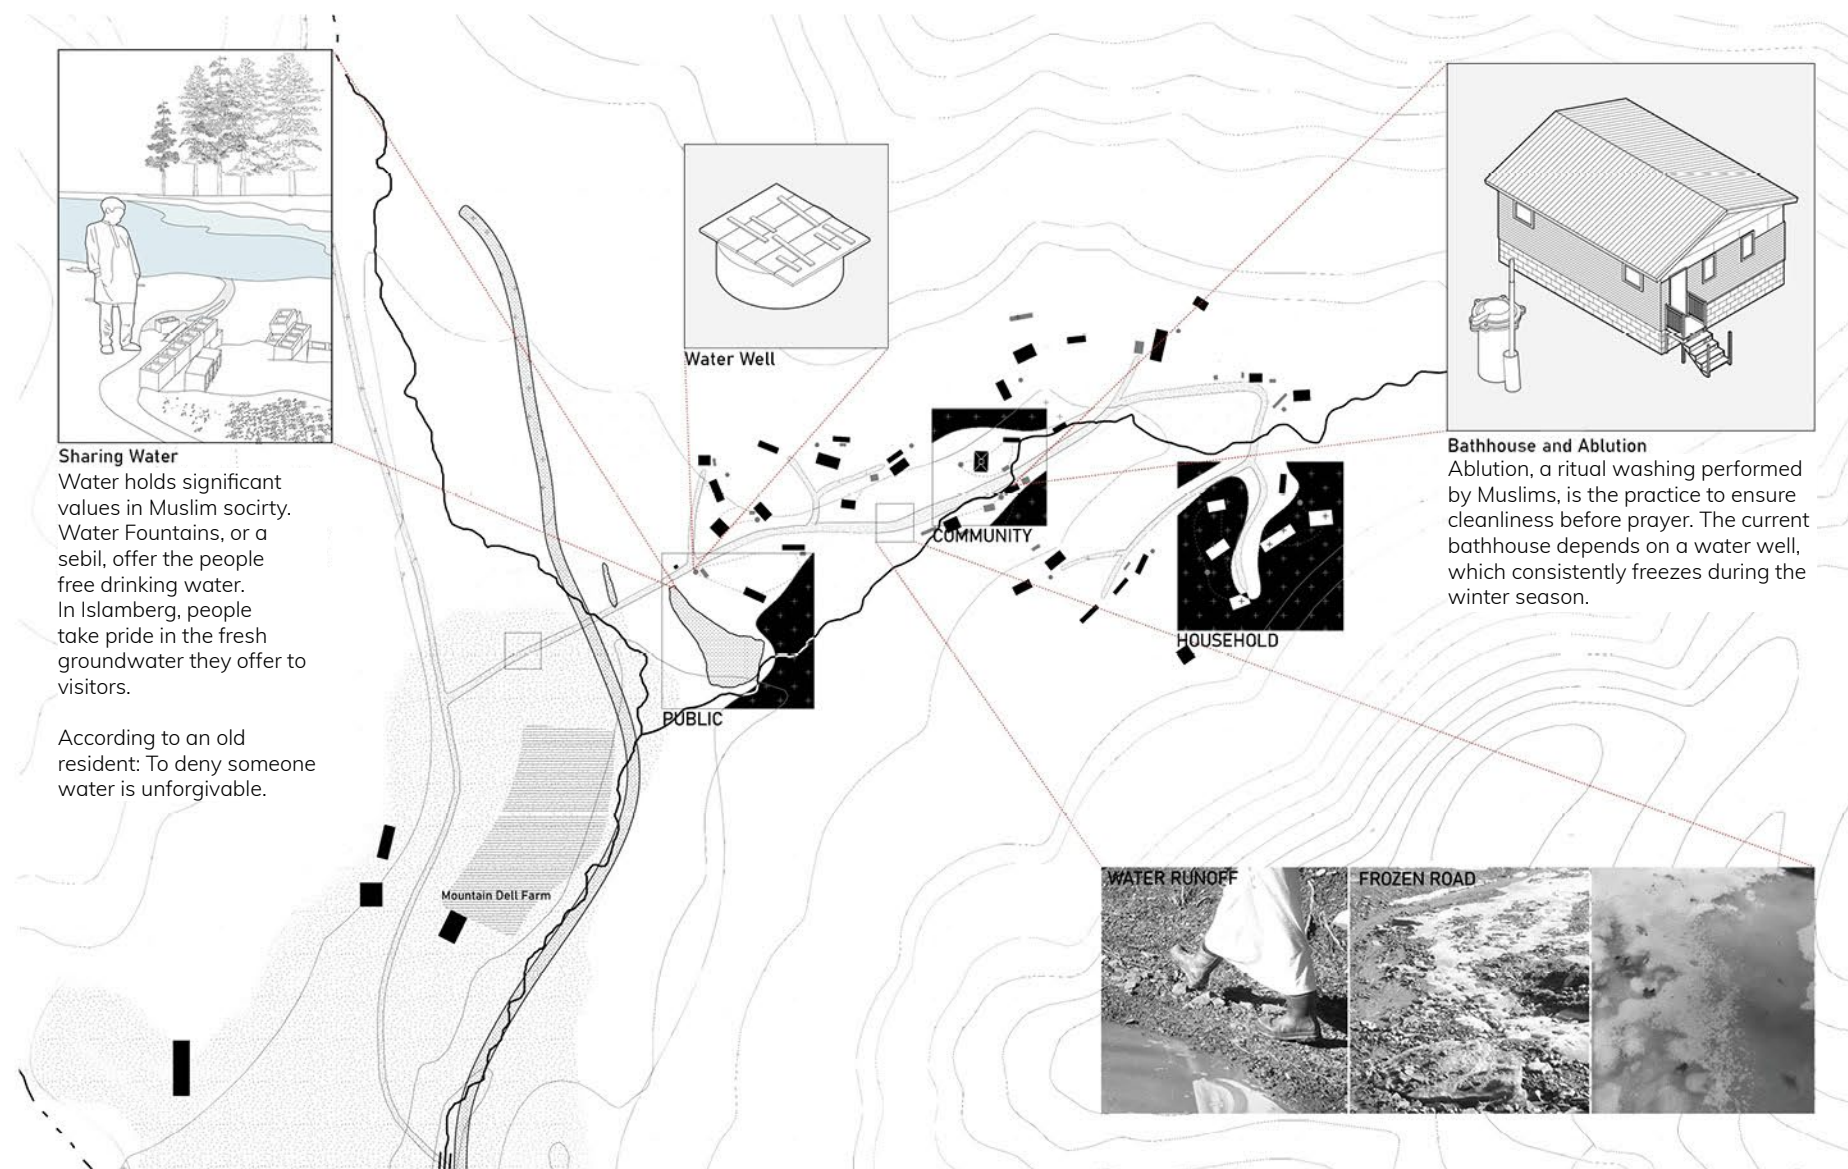 Sharing Water
Water holds significant
values in Muslim socirty.
Water Fountains, or a
sebil, offer the people
free drinking water.
In Islamberg, people
take pride in the fresh
groundwater they offer to
visitors.
According to an old
resident: To deny someone
water is unforgivable.
Water Well
Bathhouse and Ablution
Ablution, a ritual washing performed
by Muslims, is the practice to ensure
cleanliness before prayer. The current
bathhouse depends on a water well,
which consistently freezes during the
winter season.
COMMUNITY
HOUSEHOLD
PUBLIC
Mountain Dell Farm
WATER RUNOFF
FROZEN ROAD